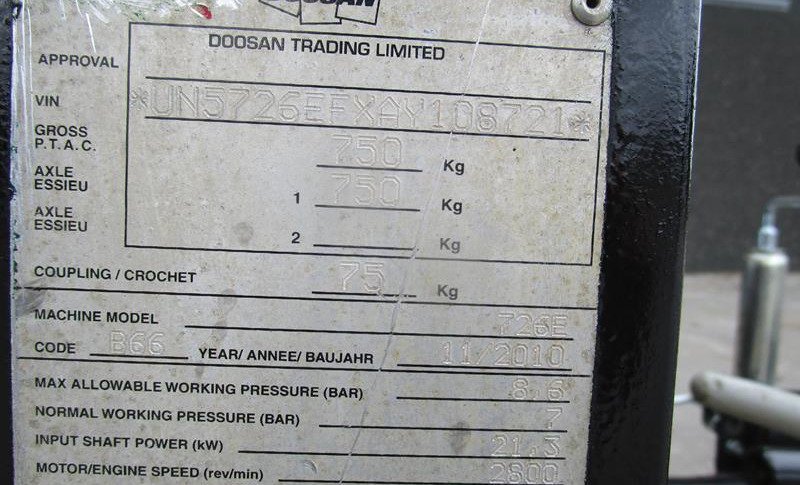 DOOSAN
DOOSAN TRADING LIMITED
APPROVAL
VIN *UN5726EFXAY108721*
GROSS P.T.A.C. 750 Kg
AXLE ESSIEU 1 750 Kg
AXLE ESSIEU 2 Kg
COUPLING / CROCHET 75 Kg
MACHINE MODEL 726E
CODE B66 YEAR/ ANNEE/ BAUJAHR 11/2010
MAX ALLOWABLE WORKING PRESSURE (BAR) 8,6
NORMAL WORKING PRESSURE (BAR) 7
INPUT SHAFT POWER (kW) 21,3
MOTOR/ENGINE SPEED (rev/min) 2800